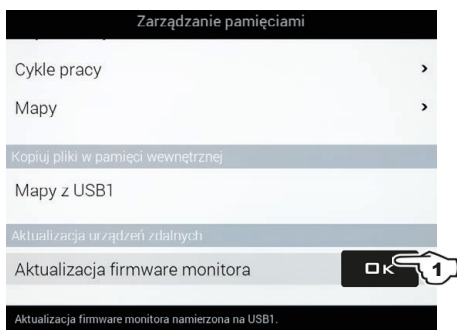 Zarządzanie pamięciami
Cykle pracy
Mapy
Kopiuj pliki w pamięci wewnętrznej
Mapy z USB1
Aktualizacja urządzeń zdalnych
Aktualizacja firmware monitora
OK
1
Aktualizacja firmware monitora namierzona na USB1.